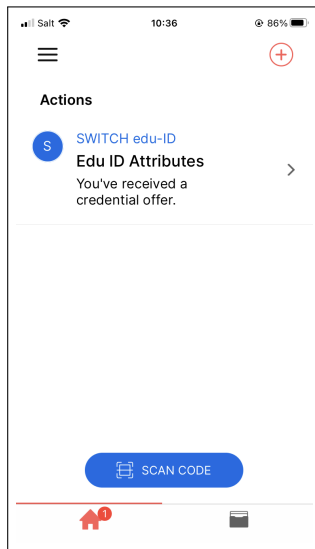 Salt 10:36 86%
Actions
S
SWITCH edu-ID
Edu ID Attributes
You've received a
credential offer.
SCAN CODE
1